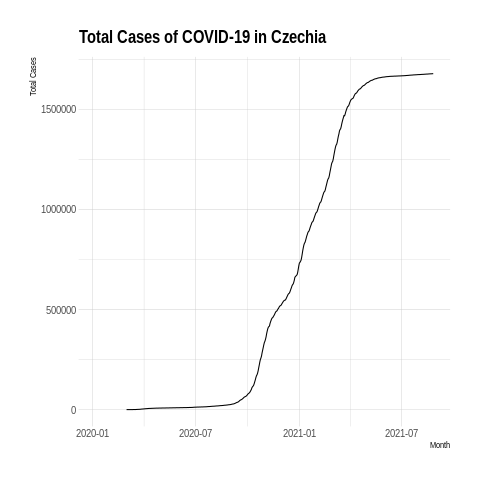 Total Cases of COVID-19 in Czechia
Total Cases
1500000
1000000
500000
0
2020-01 2020-07 2021-01 2021-07
Month